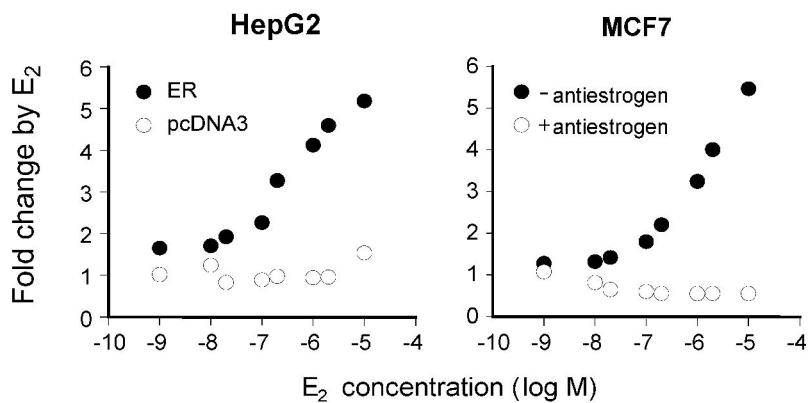 HepG2
MCF7
Fold change by E₂
6
5
4
3
2
1
0
ER
pcDNA3
-10 -9 -8 -7 -6 -5 -4
6
5
4
3
2
1
0
-antiestrogen
+antiestrogen
-10 -9 -8 -7 -6 -5 -4
E₂ concentration (log M)